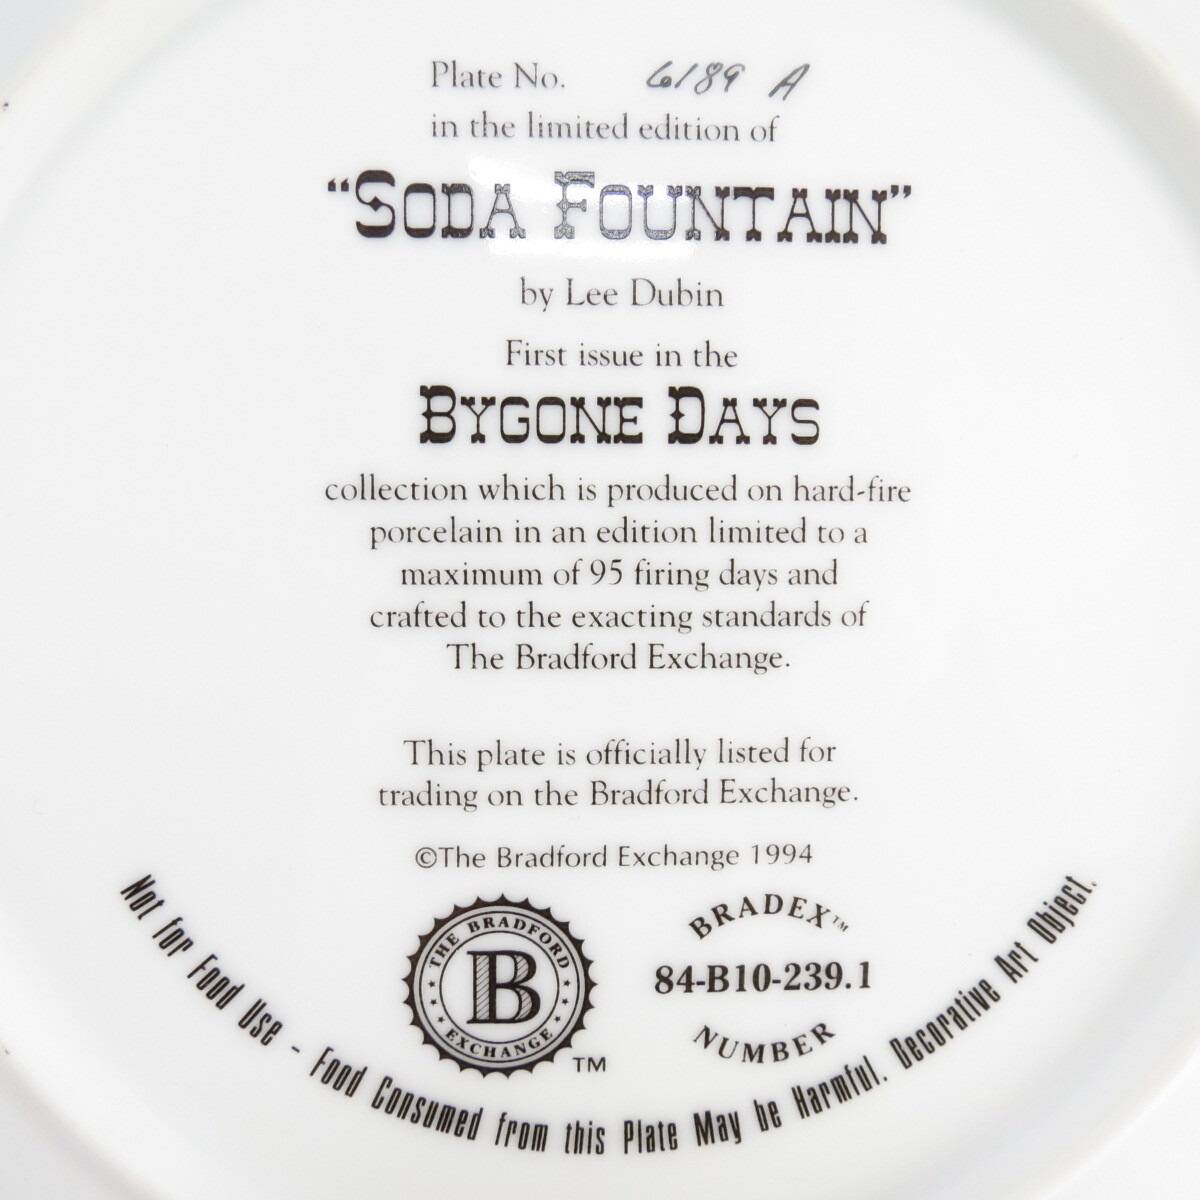 Plate No. 6189 A
in the limited edition of
“SODA FOUNTAIN”
by Lee Dubin
First issue in the
BYGONE DAYS
collection which is produced on hard-fire
porcelain in an edition limited to a
maximum of 95 firing days and
crafted to the exacting standards of
The Bradford Exchange.
This plate is officially listed for
trading on the Bradford Exchange.
©The Bradford Exchange 1994
THE BRADFORD
B
EXCHANGE
TM
BRADEX™
84-B10-239.1
NUMBER
Not for Food Use - Food Consumed from this Plate May be Harmful. Decorative Art Object.